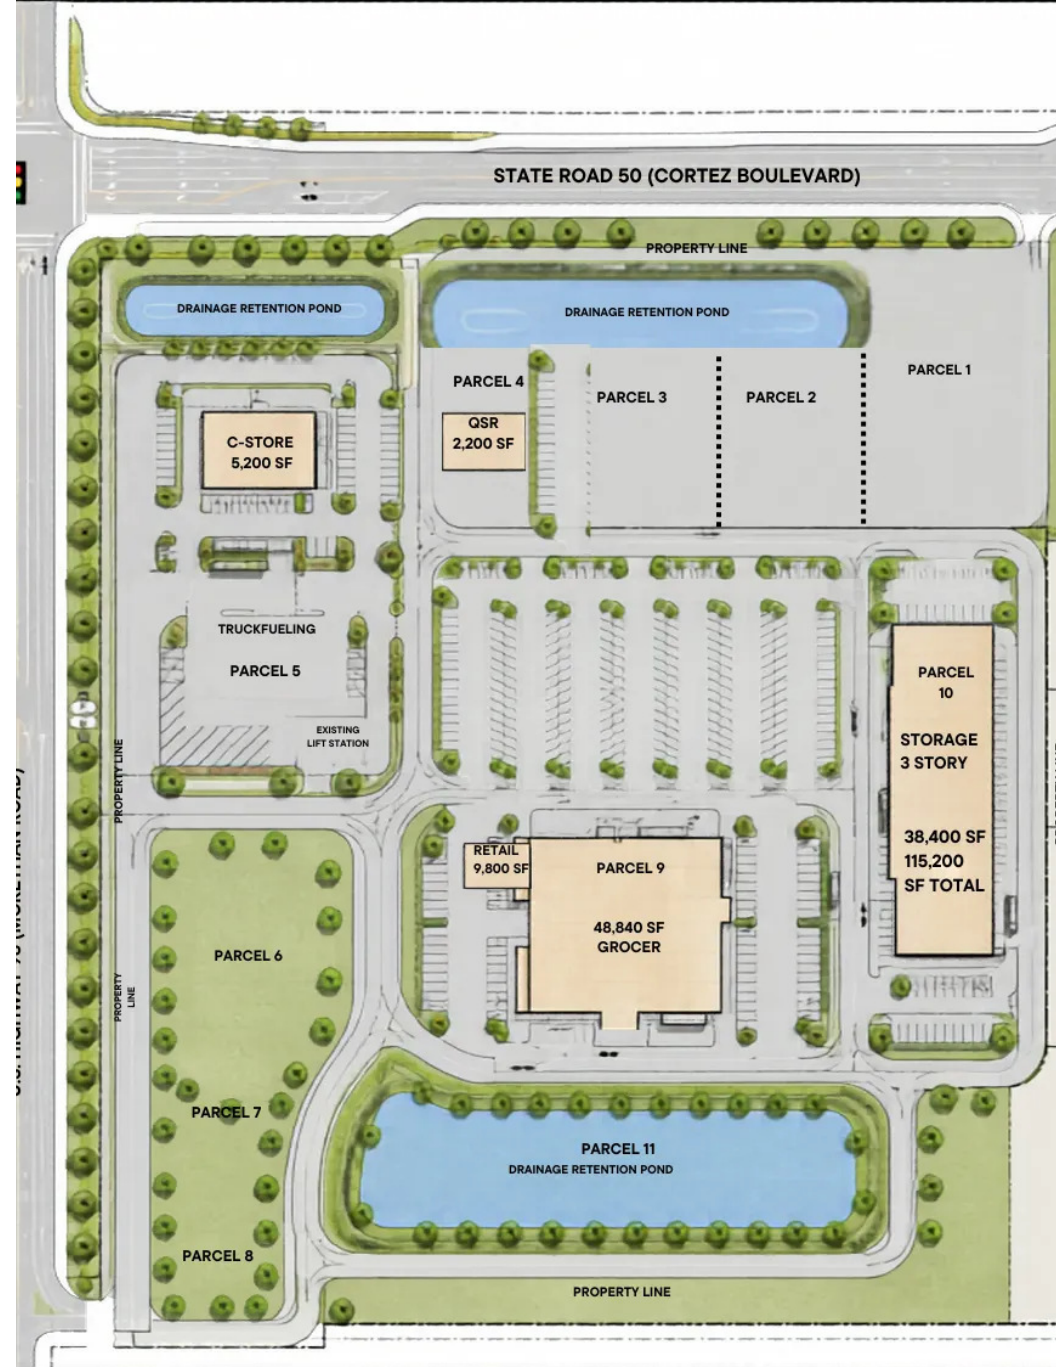 STATE ROAD 50 (CORTEZ BOULEVARD)
PROPERTY LINE
DRAINAGE RETENTION POND
DRAINAGE RETENTION POND
PARCEL 1
PARCEL 4
PARCEL 3
PARCEL 2
QSR
2,200 SF
C-STORE
5,200 SF
TRUCKFUELING
PARCEL 5
EXISTING
LIFT STATION
PROPERTY LINE
PARCEL
10
STORAGE
3 STORY
38,400 SF
115,200
SF TOTAL
RETAIL
9,800 SF
PARCEL 9
48,840 SF
GROCER
PARCEL 6
PROPERTY
LINE
PARCEL 7
PARCEL 11
DRAINAGE RETENTION POND
PARCEL 8
PROPERTY LINE